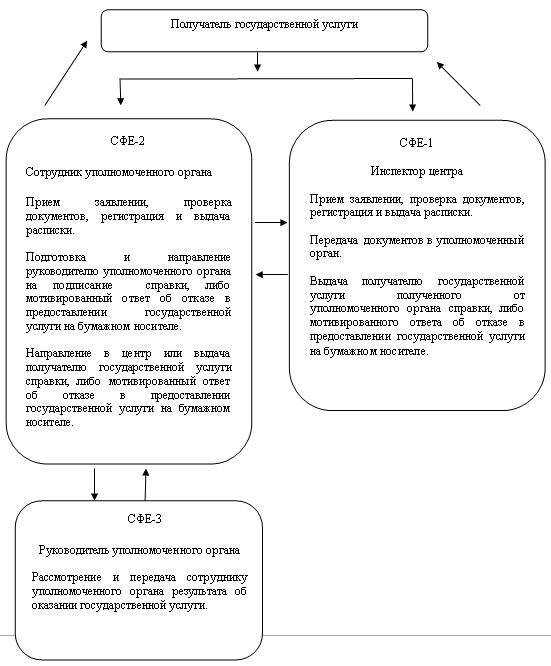 Получатель государственной услуги
СФЕ-2
Сотрудник уполномоченного органа
Прием заявлении, проверка
документов, регистрация и выдача
расписки.
Подготовка и направление
руководителю уполномоченного органа
на подписание справки, либо
мотивированный ответ об отказе в
предоставлении государственной
услуги на бумажном носителе.
Направление в центр или выдача
получателю государственной услуги
справки, либо мотивированный ответ
об отказе в предоставлении
государственной услуги на бумажном
носителе.
СФЕ-1
Инспектор центра
Прием заявлении, проверка документов,
регистрация и выдача расписки.
Передача документов в уполномоченный
орган.
Выдача получателю государственной
услуги полученного от
уполномоченного органа справки, либо
мотивированного ответа об отказе в
предоставлении государственной услуги
на бумажном носителе.
СФЕ-3
Руководитель уполномоченного органа
Рассмотрение и передача сотруднику
уполномоченного органа результата об
оказании государственной услуги.